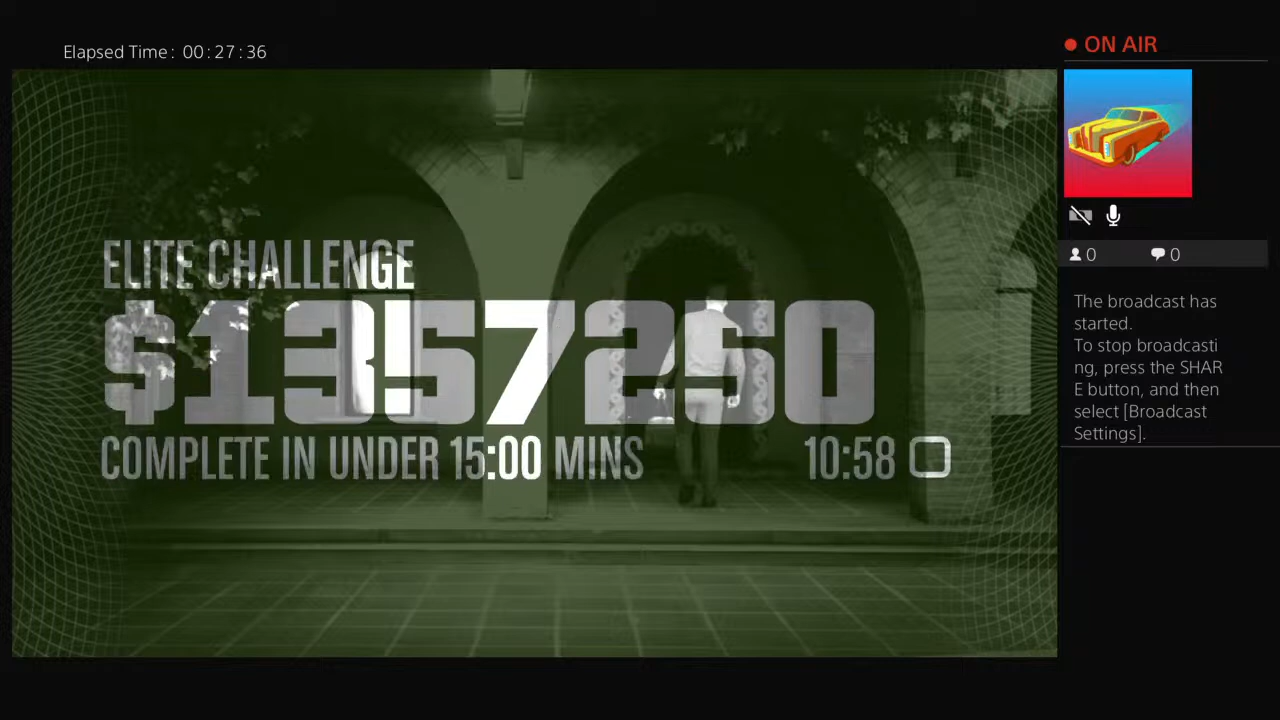 Elapsed Time: 00:27:36
ON AIR
0 0
The broadcast has
started.
To stop broadcasti
ng, press the SHAR
E button, and then
select [Broadcast
Settings].
ELITE CHALLENGE
$1357250
COMPLETE IN UNDER 15:00 MINS 10:58